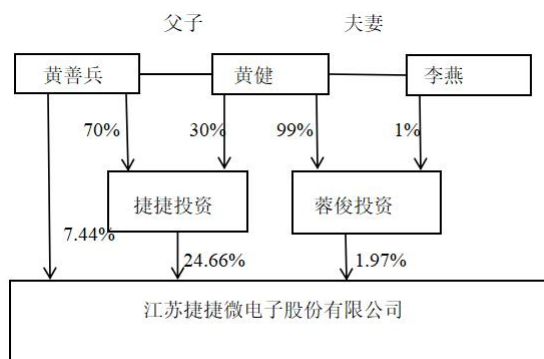 父子 夫妻
黄善兵 黄健 李燕
70% 30% 99% 1%
捷捷投资 蓉俊投资
7.44% 24.66% 1.97%
江苏捷捷微电子股份有限公司